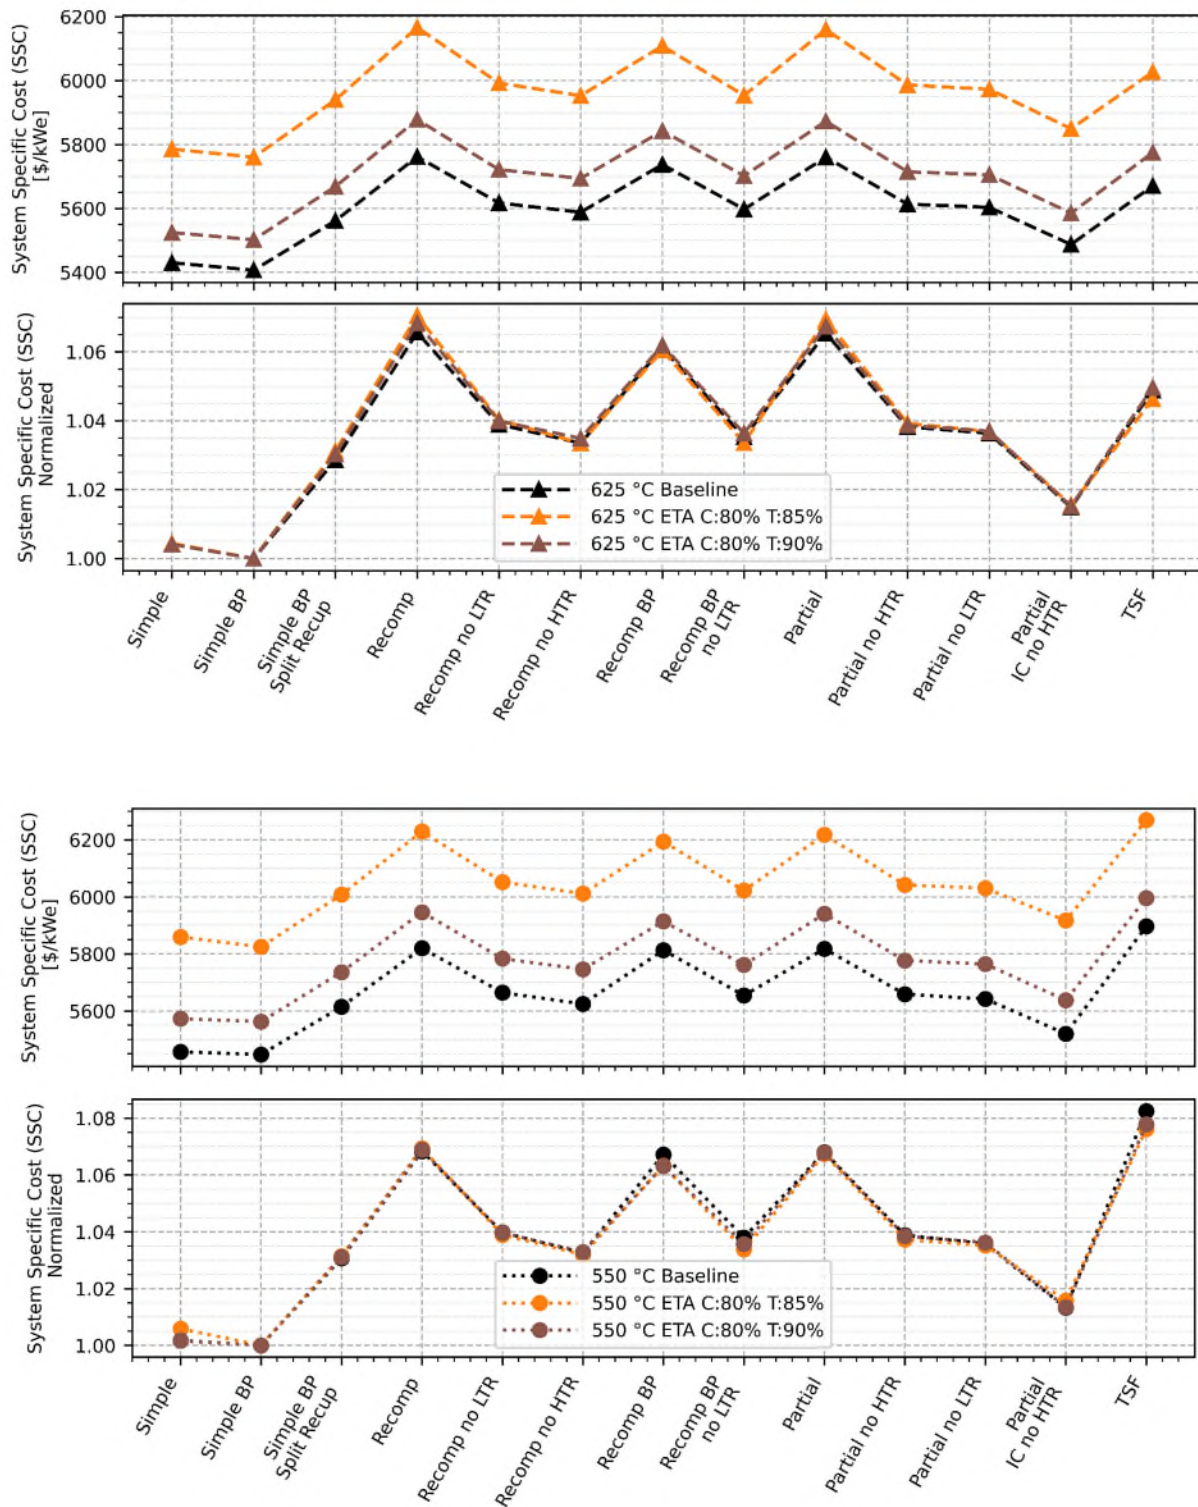 System Specific Cost (SSC)
[$/kWe]
6200
6000
5800
5600
5400
System Specific Cost (SSC)
Normalized
1.06
1.04
1.02
1.00
625 °C Baseline
625 °C ETA C:80% T:85%
625 °C ETA C:80% T:90%
Simple
Simple BP
Simple BP
Split Recup
Recomp
Recomp no LTR
Recomp no HTR
Recomp BP
Recomp BP
no LTR
Partial
Partial no HTR
Partial no LTR
Partial
IC no HTR
TSF
System Specific Cost (SSC)
[$/kWe]
6200
6000
5800
5600
System Specific Cost (SSC)
Normalized
1.08
1.06
1.04
1.02
1.00
550 °C Baseline
550 °C ETA C:80% T:85%
550 °C ETA C:80% T:90%
Simple
Simple BP
Simple BP
Split Recup
Recomp
Recomp no LTR
Recomp no HTR
Recomp BP
Recomp BP
no LTR
Partial
Partial no HTR
Partial no LTR
Partial
IC no HTR
TSF